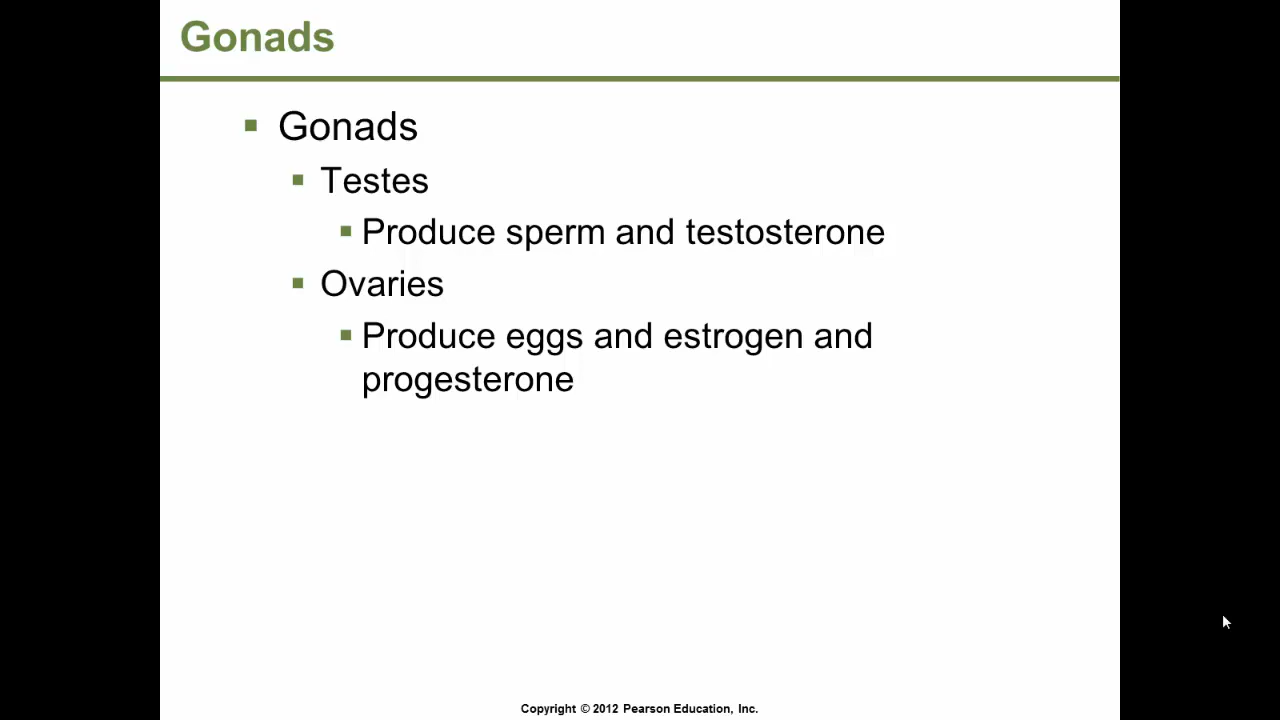 Gonads
Gonads
Testes
Produce sperm and testosterone
Ovaries
Produce eggs and estrogen and
progesterone
Copyright © 2012 Pearson Education, Inc.